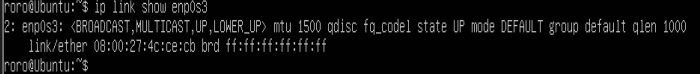 roro@Ubuntu:~$ ip link show enp0s3
2: enp0s3: <BROADCAST,MULTICAST,UP,LOWER_UP> mtu 1500 qdisc fq_codel state UP mode DEFAULT group default qlen 1000
    link/ether 08:00:27:4c:ce:cb brd ff:ff:ff:ff:ff:ff
roro@Ubuntu:~$